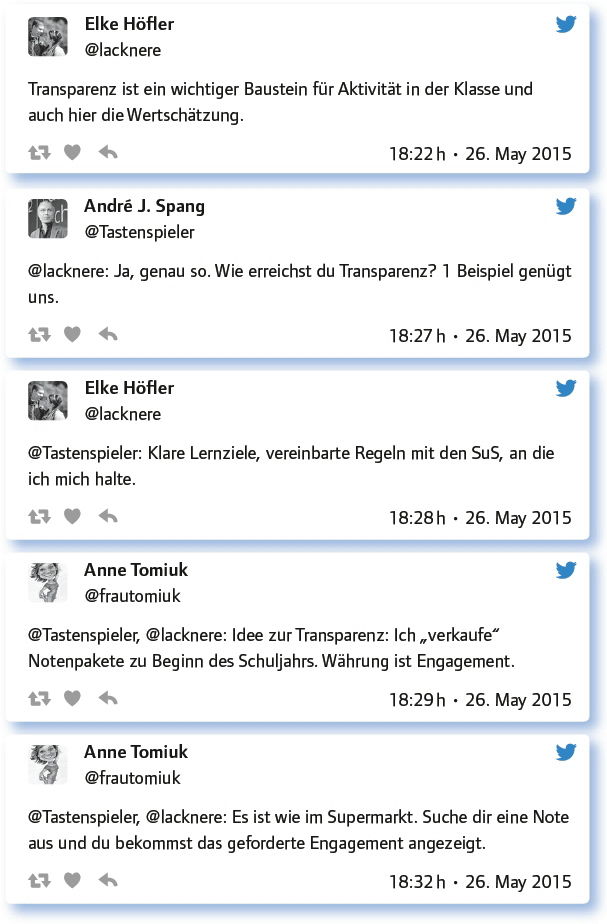 Elke Höfler
@lacknere
Transparenz ist ein wichtiger Baustein für Aktivität in der Klasse und
auch hier die Wertschätzung.
18:22 h • 26. May 2015
André J. Spang
@Tastenspieler
@lacknere: Ja, genau so. Wie erreichst du Transparenz? 1 Beispiel genügt
uns.
18:27 h • 26. May 2015
Elke Höfler
@lacknere
@Tastenspieler: Klare Lernziele, vereinbarte Regeln mit den SuS, an die
ich mich halte.
18:28 h • 26. May 2015
Anne Tomiuk
@frautomiuk
@Tastenspieler, @lacknere: Idee zur Transparenz: Ich „verkaufe“
Notenpakete zu Beginn des Schuljahrs. Währung ist Engagement.
18:29 h • 26. May 2015
Anne Tomiuk
@frautomiuk
@Tastenspieler, @lacknere: Es ist wie im Supermarkt. Suche dir eine Note
aus und du bekommst das geforderte Engagement angezeigt.
18:32 h • 26. May 2015